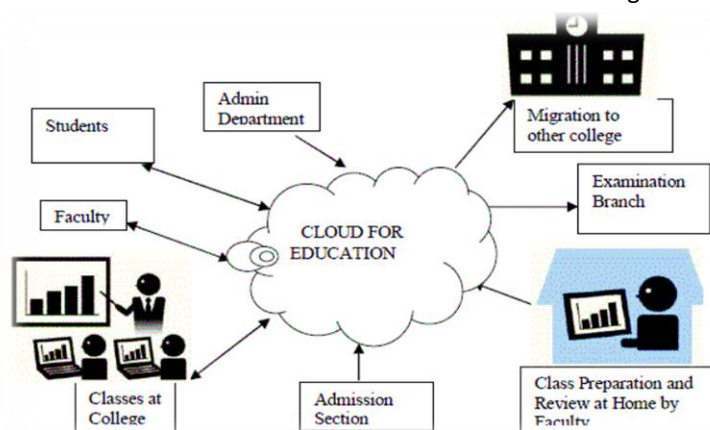 Admin
Department
Students
Migration to
other college
Examination
Branch
Faculty
CLOUD FOR
EDUCATION
Classes at
College
Admission
Section
Class Preparation and
Review at Home by
Faculty